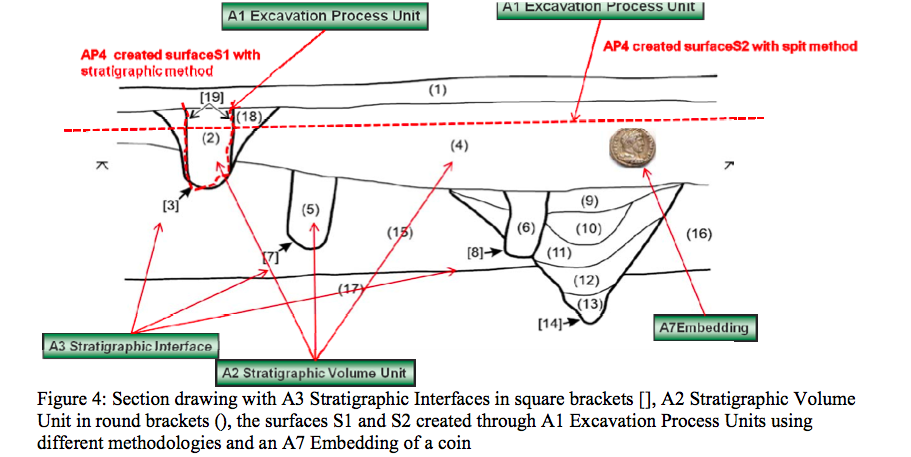 A1 Excavation Process Unit
A1 Excavation Process Unit
AP4 created surfaceS1 with
stratigraphic method
AP4 created surfaceS2 with spit method
(1)
[19]
(18)
(2)
(4)
[3]
(5)
(9)
(6)
(10)
(15)
(16)
[7]
[8]
(11)
(12)
(17)
(13)
[14]
A7Embedding
A3 Stratigraphic Interface
A2 Stratigraphic Volume Unit
Figure 4: Section drawing with A3 Stratigraphic Interfaces in square brackets [], A2 Stratigraphic Volume
Unit in round brackets (), the surfaces S1 and S2 created through A1 Excavation Process Units using
different methodologies and an A7 Embedding of a coin